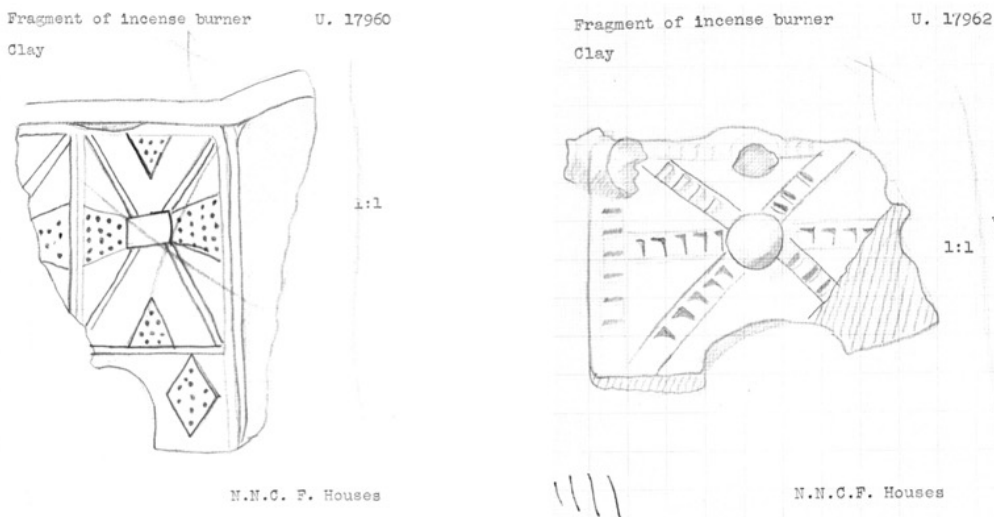 Fragment of incense burner U. 17960
Clay
1:1
N.N.C. F. Houses
Fragment of incense burner U. 17962
Clay
1:1
N.N.C.F. Houses